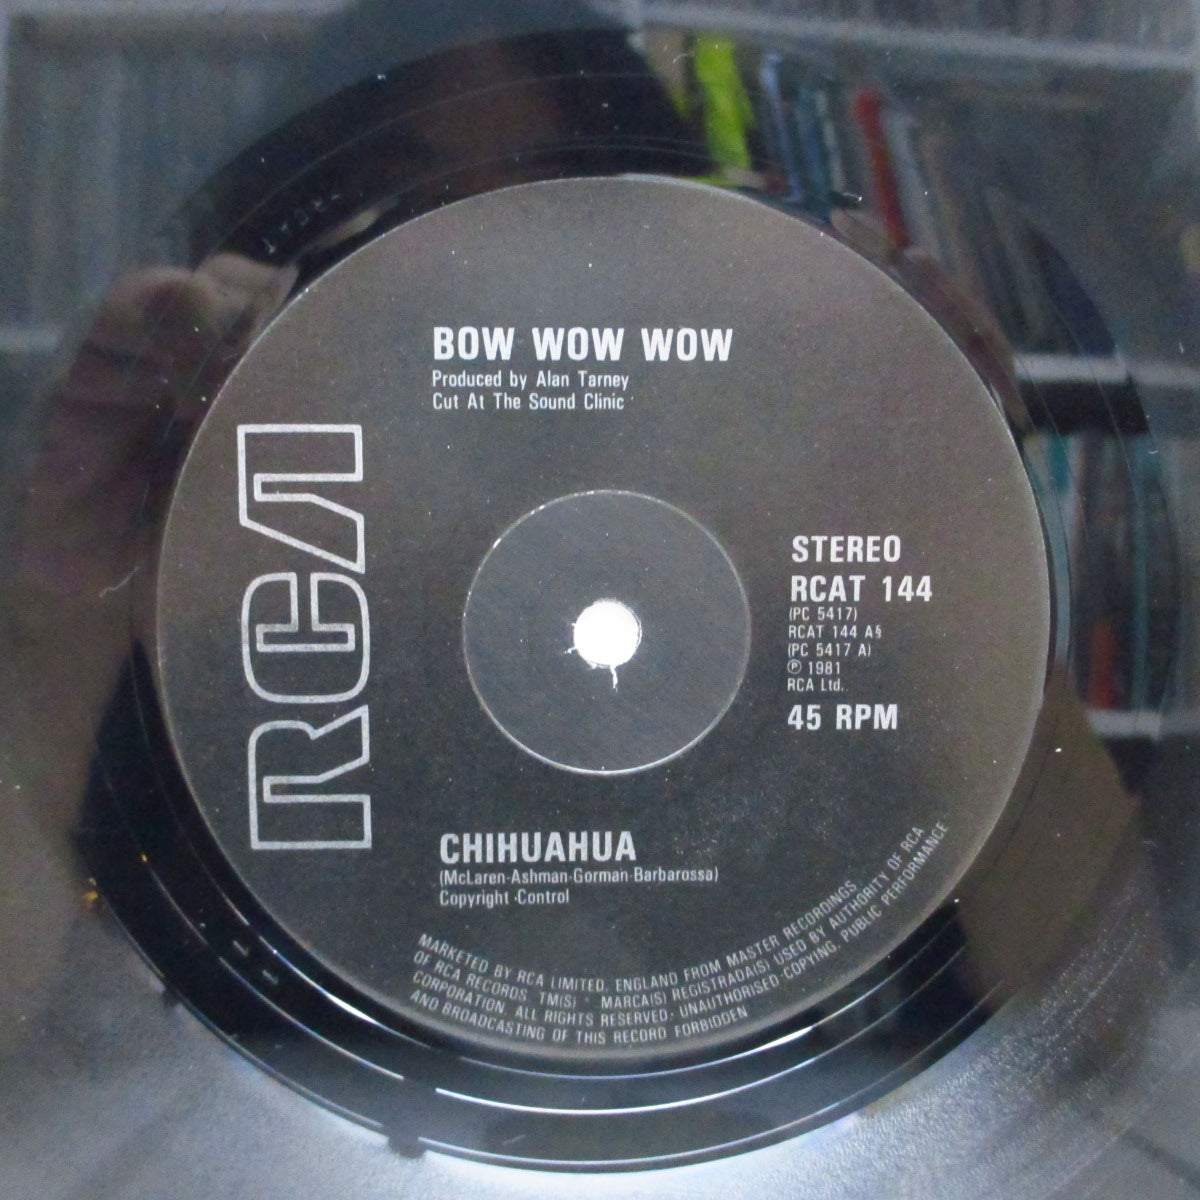 BOW WOW WOW
Produced by Alan Tarney
Cut At The Sound Clinic
RCA
STEREO
RCAT 144
(PC 5417)
RCAT 144 A§
(PC 5417 A)
℗ 1981
RCA Ltd.
45 RPM
CHIHUAHUA
(McLaren-Ashman-Gorman-Barbarossa)
Copyright Control
MARKETED BY RCA LIMITED, ENGLAND FROM MASTER RECORDINGS
OF RCA RECORDS. TM(S) · MARCA(S) REGISTRADA(S) USED BY AUTHORITY OF RCA
CORPORATION. ALL RIGHTS RESERVED · UNAUTHORISED COPYING, PUBLIC PERFORMANCE
AND BROADCASTING OF THIS RECORD FORBIDDEN